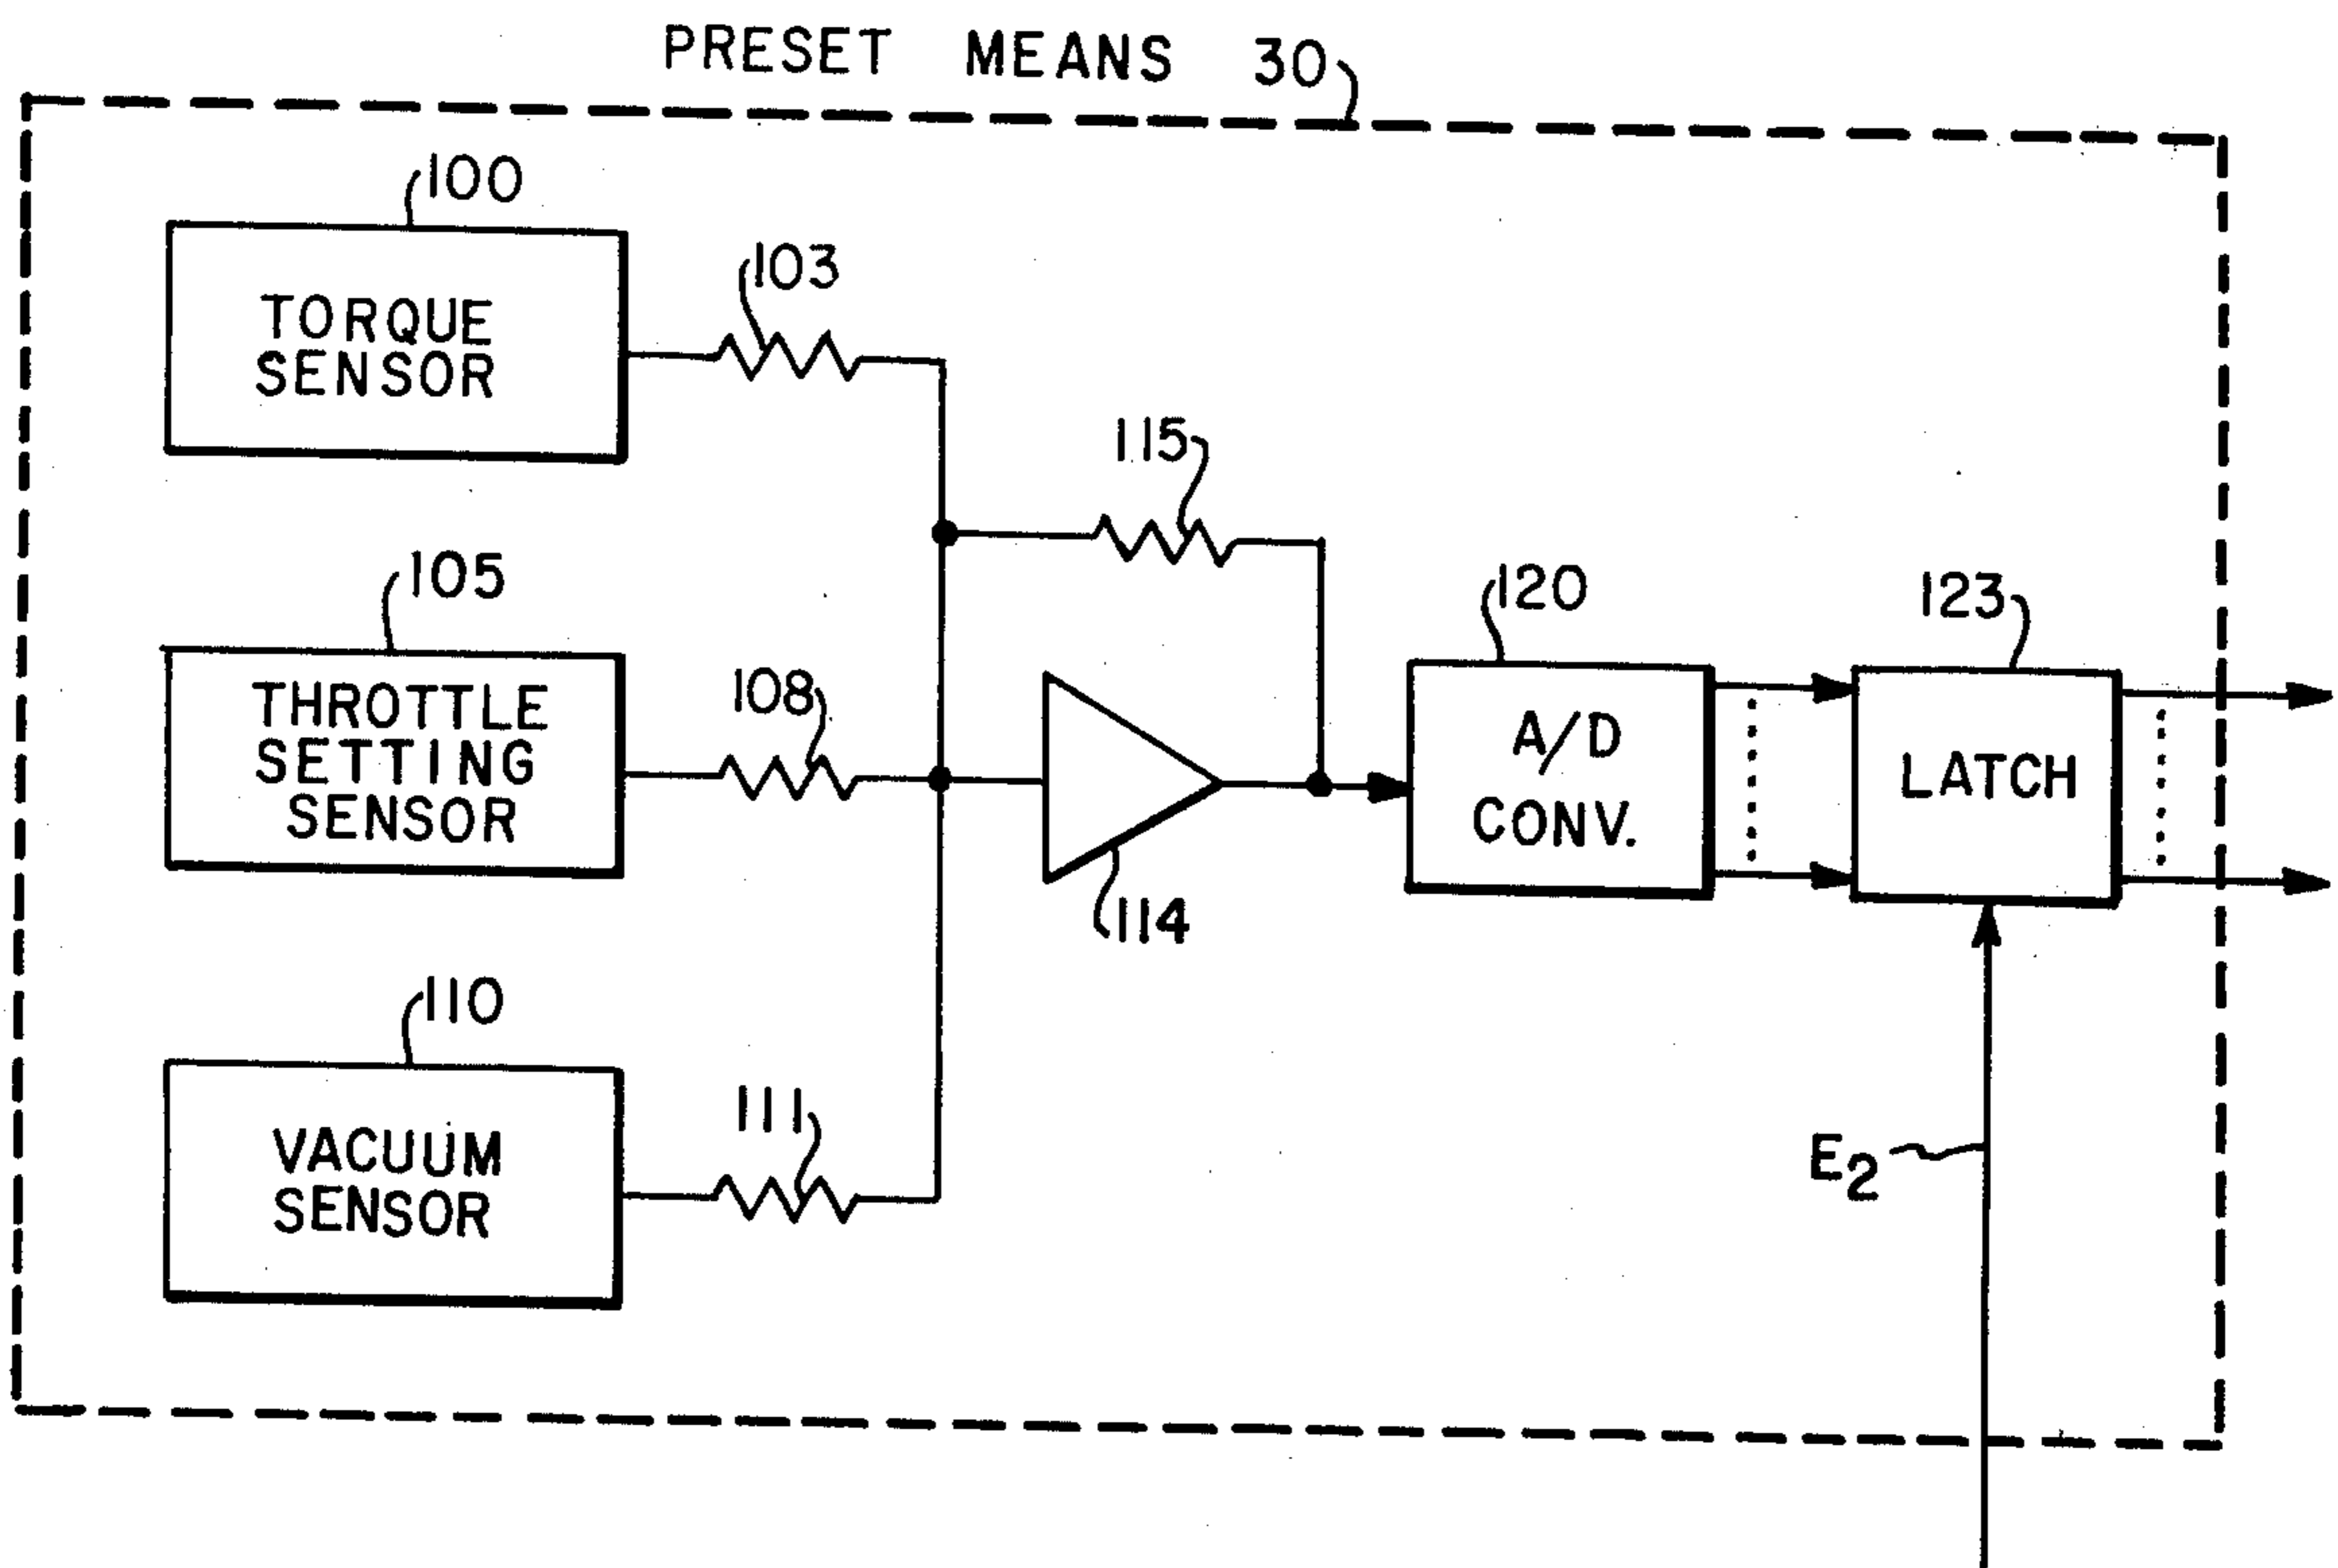 PRESET MEANS 30
100
TORQUE
SENSOR
103
115
105
THROTTLE
SETTING
SENSOR
108
114
120
A/D
CONV.
123
LATCH
110
VACUUM
SENSOR
111
E2